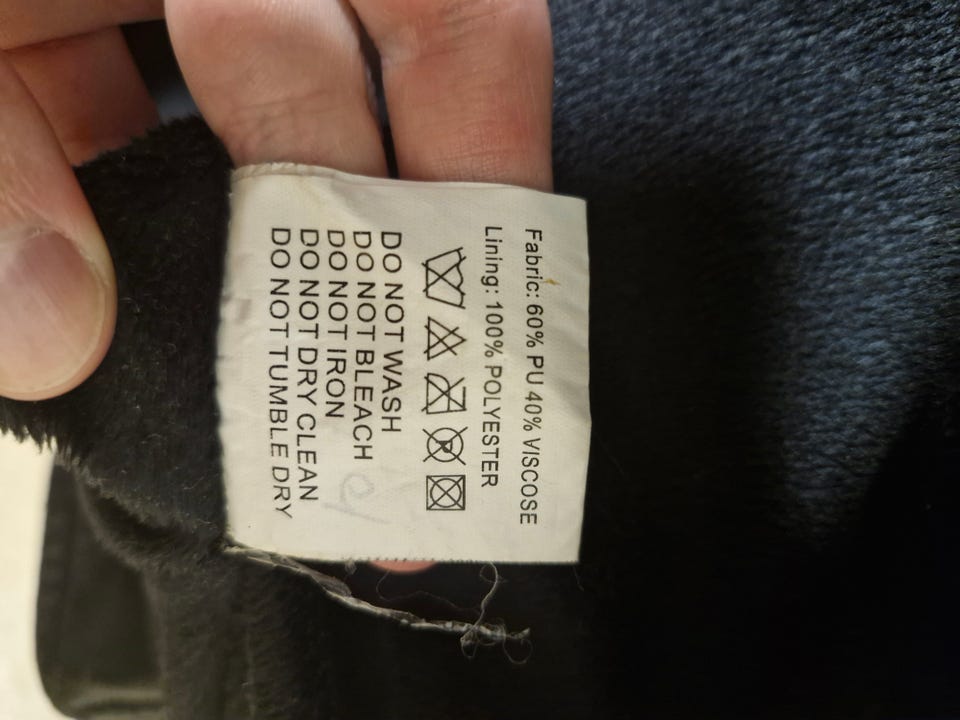 Fabric: 60% PU 40% VISCOSE
Lining: 100% POLYESTER
DO NOT WASH
DO NOT BLEACH
DO NOT IRON
DO NOT DRY CLEAN
DO NOT TUMBLE DRY